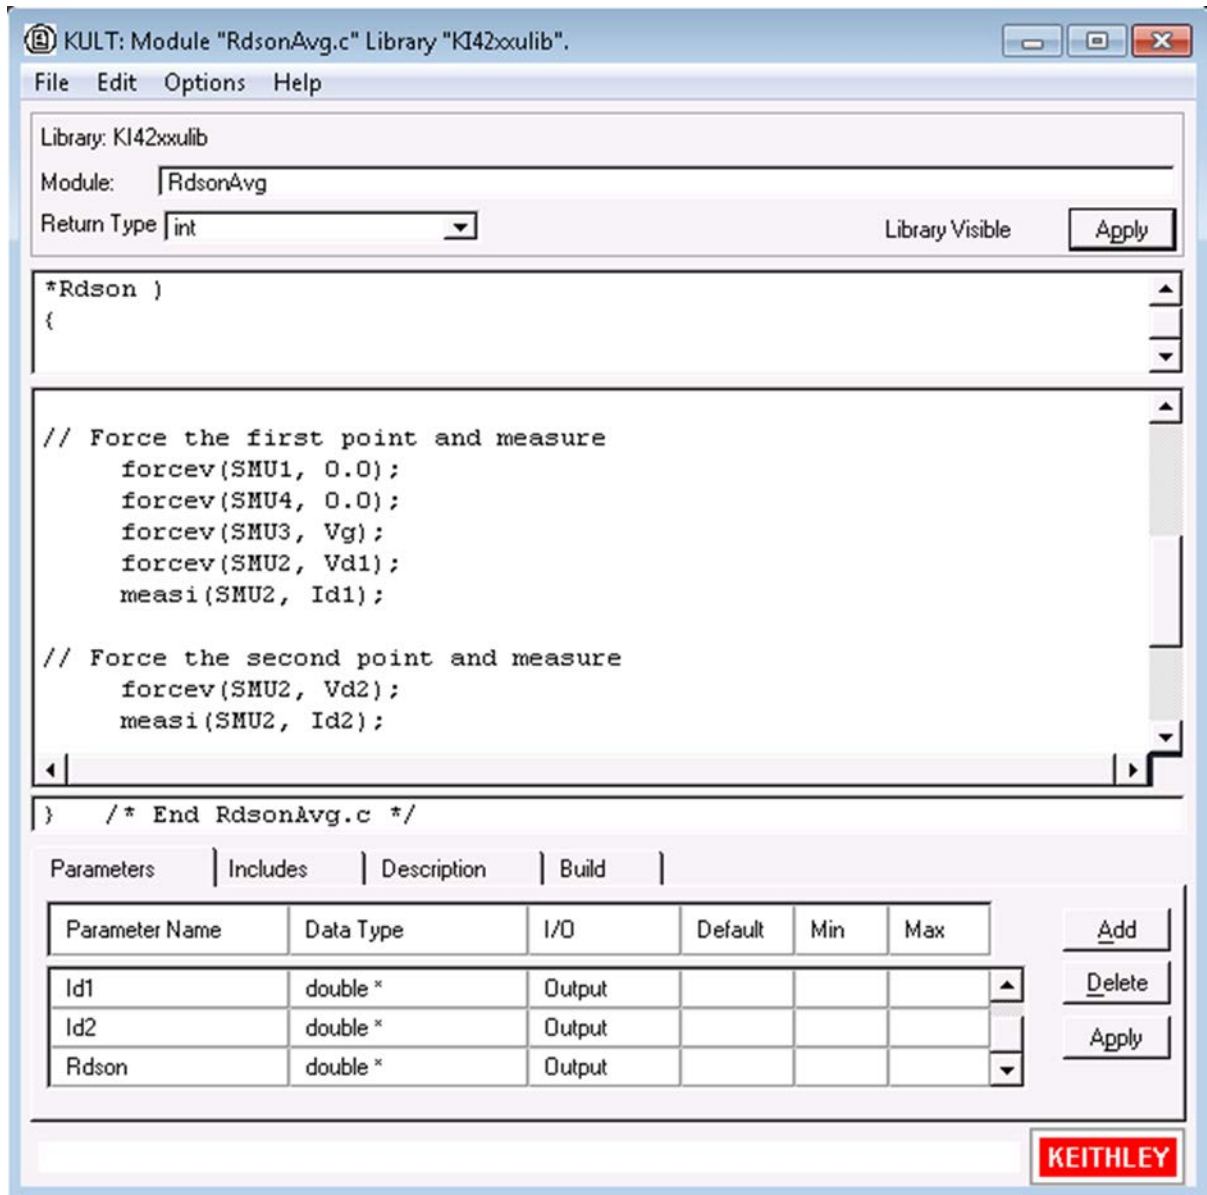 KULT: Module "RdsonAvg.c" Library "KI42xxulib".
File Edit Options Help
Library: KI42xxulib
Module: RdsonAvg
Return Type int Library Visible Apply
*Rdson )
{
// Force the first point and measure
forcev(SMU1, 0.0);
forcev(SMU4, 0.0);
forcev(SMU3, Vg);
forcev(SMU2, Vd1);
measi(SMU2, Id1);
// Force the second point and measure
forcev(SMU2, Vd2);
measi(SMU2, Id2);
} /* End RdsonAvg.c */
Parameters Includes Description Build
Parameter Name Data Type I/O Default Min Max Add
Id1 double * Output Delete
Id2 double * Output Apply
Rdson double * Output
KEITHLEY